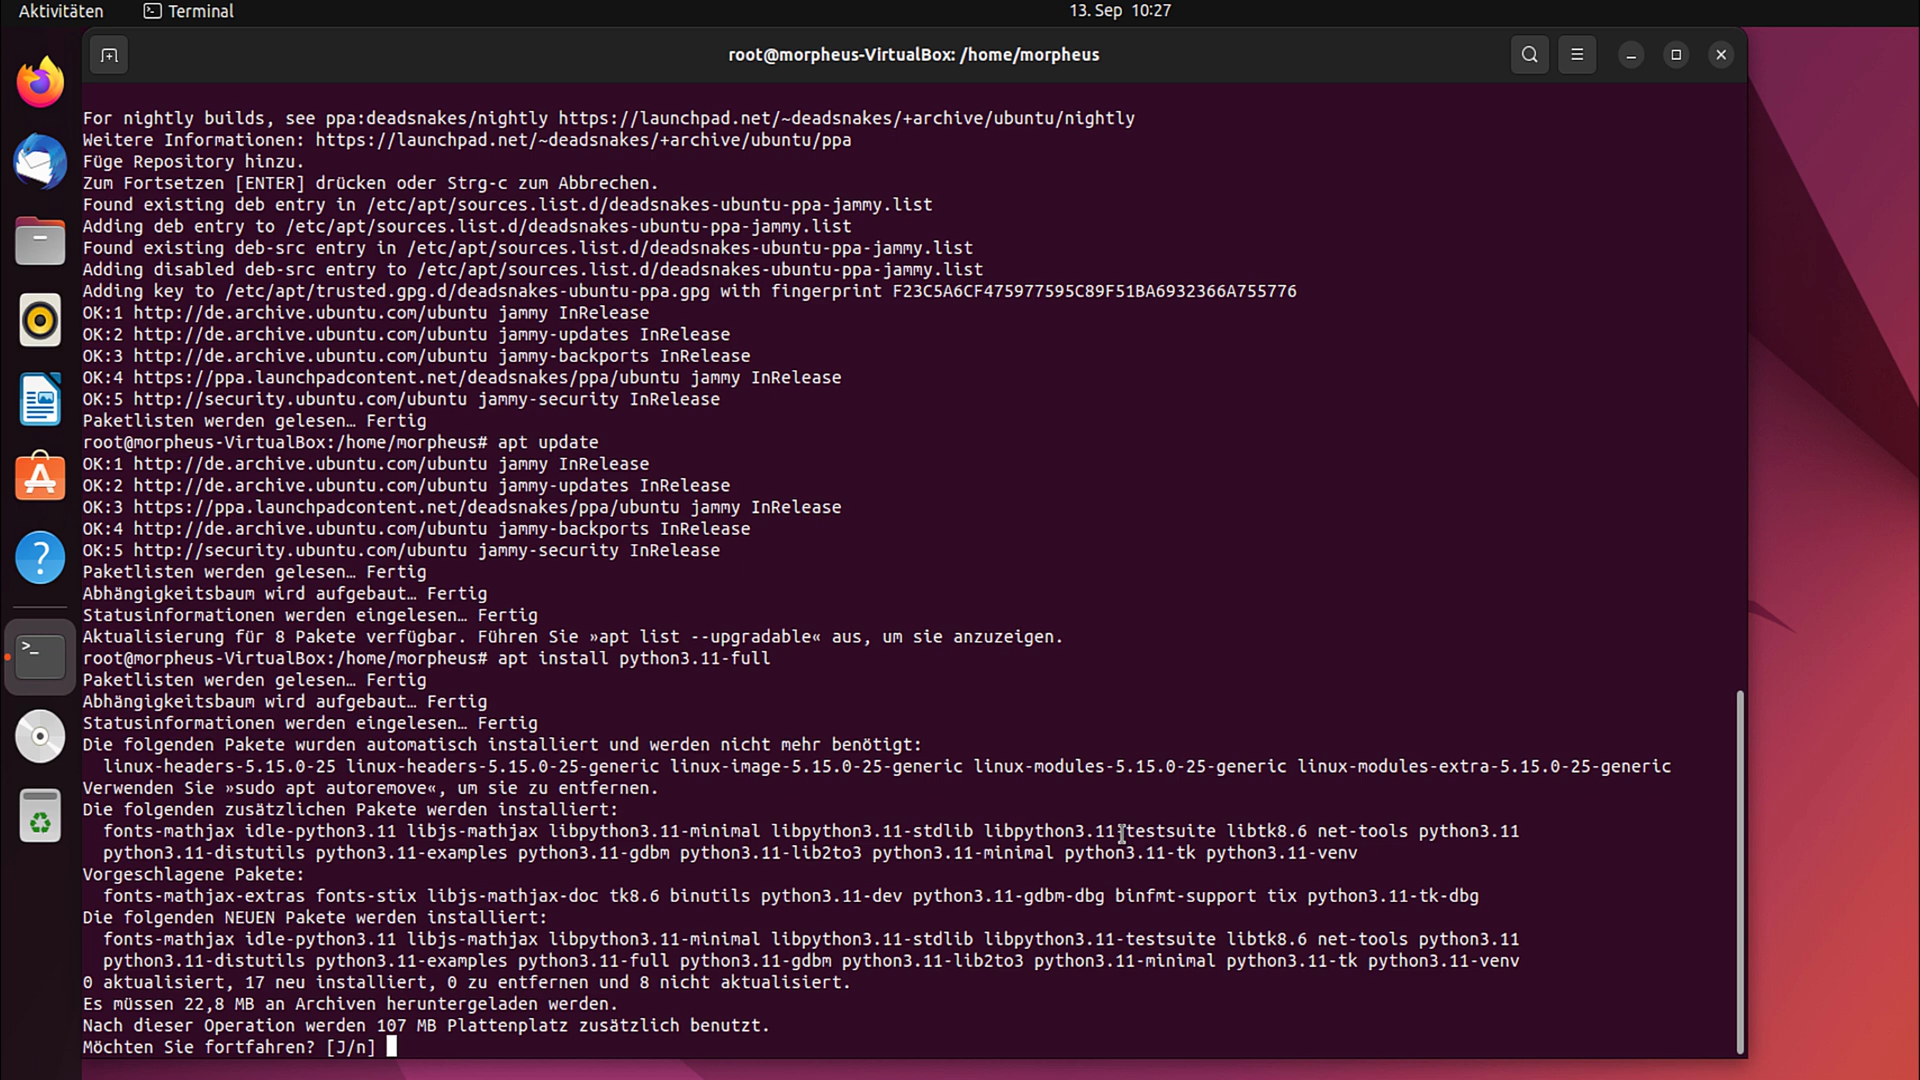 Aktivitäten
Terminal
13. Sep 10:27
root@morpheus-VirtualBox: /home/morpheus
For nightly builds, see ppa:deadsnakes/nightly https://launchpad.net/~deadsnakes/+archive/ubuntu/nightly
Weitere Informationen: https://launchpad.net/~deadsnakes/+archive/ubuntu/ppa
Füge Repository hinzu.
Zum Fortsetzen [ENTER] drücken oder Strg-c zum Abbrechen.
Found existing deb entry in /etc/apt/sources.list.d/deadsnakes-ubuntu-ppa-jammy.list
Adding deb entry to /etc/apt/sources.list.d/deadsnakes-ubuntu-ppa-jammy.list
Found existing deb-src entry in /etc/apt/sources.list.d/deadsnakes-ubuntu-ppa-jammy.list
Adding disabled deb-src entry to /etc/apt/sources.list.d/deadsnakes-ubuntu-ppa-jammy.list
Adding key to /etc/apt/trusted.gpg.d/deadsnakes-ubuntu-ppa.gpg with fingerprint F23C5A6CF475977595C89F51BA6932366A755776
OK:1 http://de.archive.ubuntu.com/ubuntu jammy InRelease
OK:2 http://de.archive.ubuntu.com/ubuntu jammy-updates InRelease
OK:3 http://de.archive.ubuntu.com/ubuntu jammy-backports InRelease
OK:4 https://ppa.launchpadcontent.net/deadsnakes/ppa/ubuntu jammy InRelease
OK:5 http://security.ubuntu.com/ubuntu jammy-security InRelease
Paketlisten werden gelesen… Fertig
root@morpheus-VirtualBox:/home/morpheus# apt update
OK:1 http://de.archive.ubuntu.com/ubuntu jammy InRelease
OK:2 http://de.archive.ubuntu.com/ubuntu jammy-updates InRelease
OK:3 https://ppa.launchpadcontent.net/deadsnakes/ppa/ubuntu jammy InRelease
OK:4 http://de.archive.ubuntu.com/ubuntu jammy-backports InRelease
OK:5 http://security.ubuntu.com/ubuntu jammy-security InRelease
Paketlisten werden gelesen… Fertig
Abhängigkeitsbaum wird aufgebaut… Fertig
Statusinformationen werden eingelesen… Fertig
Aktualisierung für 8 Pakete verfügbar. Führen Sie »apt list --upgradable« aus, um sie anzuzeigen.
root@morpheus-VirtualBox:/home/morpheus# apt install python3.11-full
Paketlisten werden gelesen… Fertig
Abhängigkeitsbaum wird aufgebaut… Fertig
Statusinformationen werden eingelesen… Fertig
Die folgenden Pakete wurden automatisch installiert und werden nicht mehr benötigt:
linux-headers-5.15.0-25 linux-headers-5.15.0-25-generic linux-image-5.15.0-25-generic linux-modules-5.15.0-25-generic linux-modules-extra-5.15.0-25-generic
Verwenden Sie »sudo apt autoremove«, um sie zu entfernen.
Die folgenden zusätzlichen Pakete werden installiert:
fonts-mathjax idle-python3.11 libjs-mathjax libpython3.11-minimal libpython3.11-stdlib libpython3.11-testsuite libtk8.6 net-tools python3.11
python3.11-distutils python3.11-examples python3.11-gdbm python3.11-lib2to3 python3.11-minimal python3.11-tk python3.11-venv
Vorgeschlagene Pakete:
fonts-mathjax-extras fonts-stix libjs-mathjax-doc tk8.6 binutils python3.11-dev python3.11-gdbm-dbg binfmt-support tix python3.11-tk-dbg
Die folgenden NEUEN Pakete werden installiert:
fonts-mathjax idle-python3.11 libjs-mathjax libpython3.11-minimal libpython3.11-stdlib libpython3.11-testsuite libtk8.6 net-tools python3.11
python3.11-distutils python3.11-examples python3.11-full python3.11-gdbm python3.11-lib2to3 python3.11-minimal python3.11-tk python3.11-venv
0 aktualisiert, 17 neu installiert, 0 zu entfernen und 8 nicht aktualisiert.
Es müssen 22,8 MB an Archiven heruntergeladen werden.
Nach dieser Operation werden 107 MB Plattenplatz zusätzlich benutzt.
Möchten Sie fortfahren? [J/n]